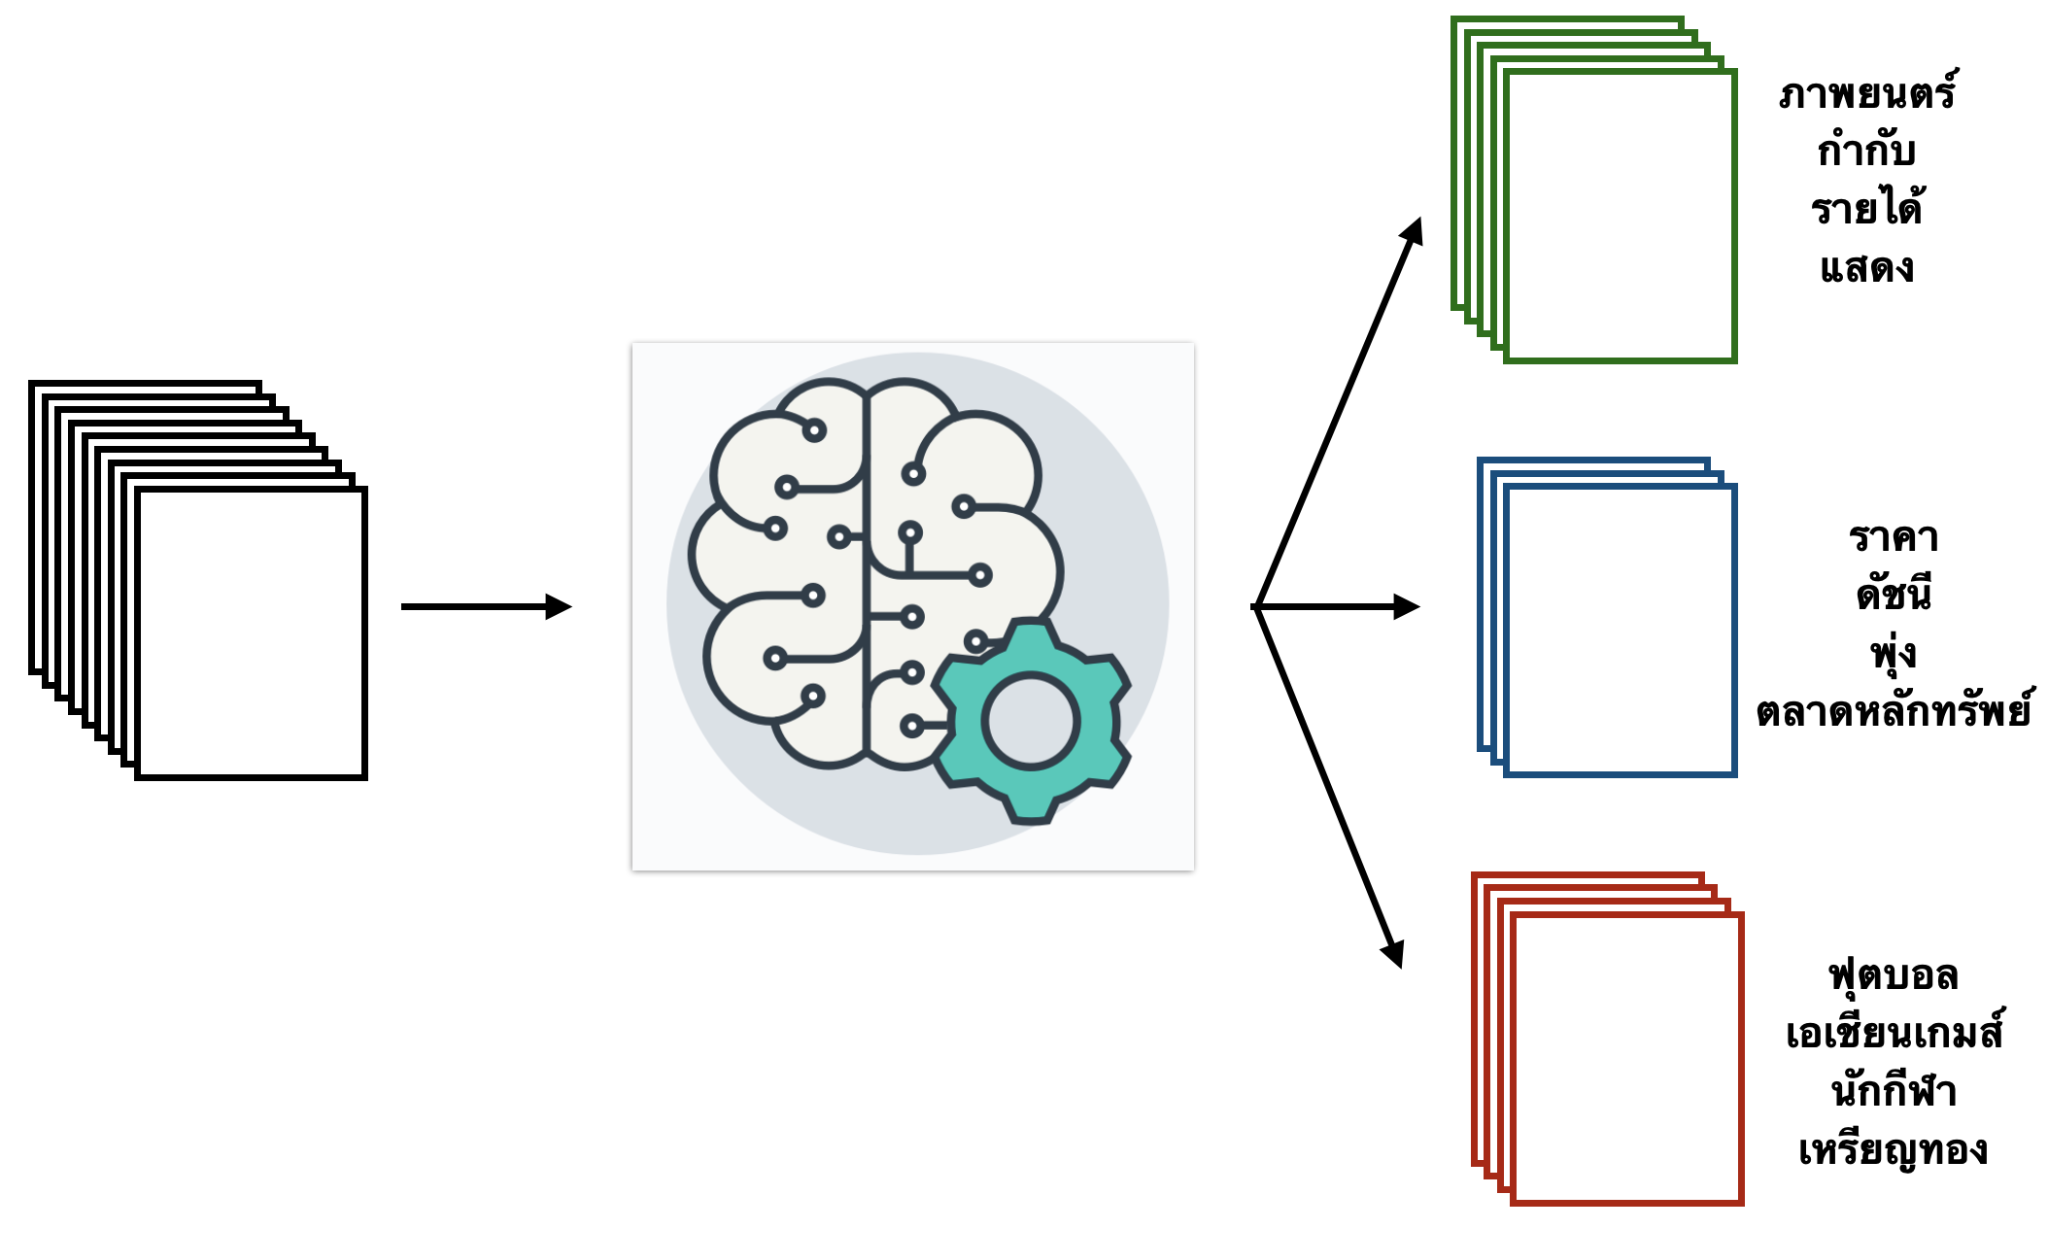 ภาพยนตร์
กำกับ
รายได้
แสดง
ราคา
ดัชนี
พุ่ง
ตลาดหลักทรัพย์
ฟุตบอล
เอเชียนเกมส์
นักกีฬา
เหรียญทอง